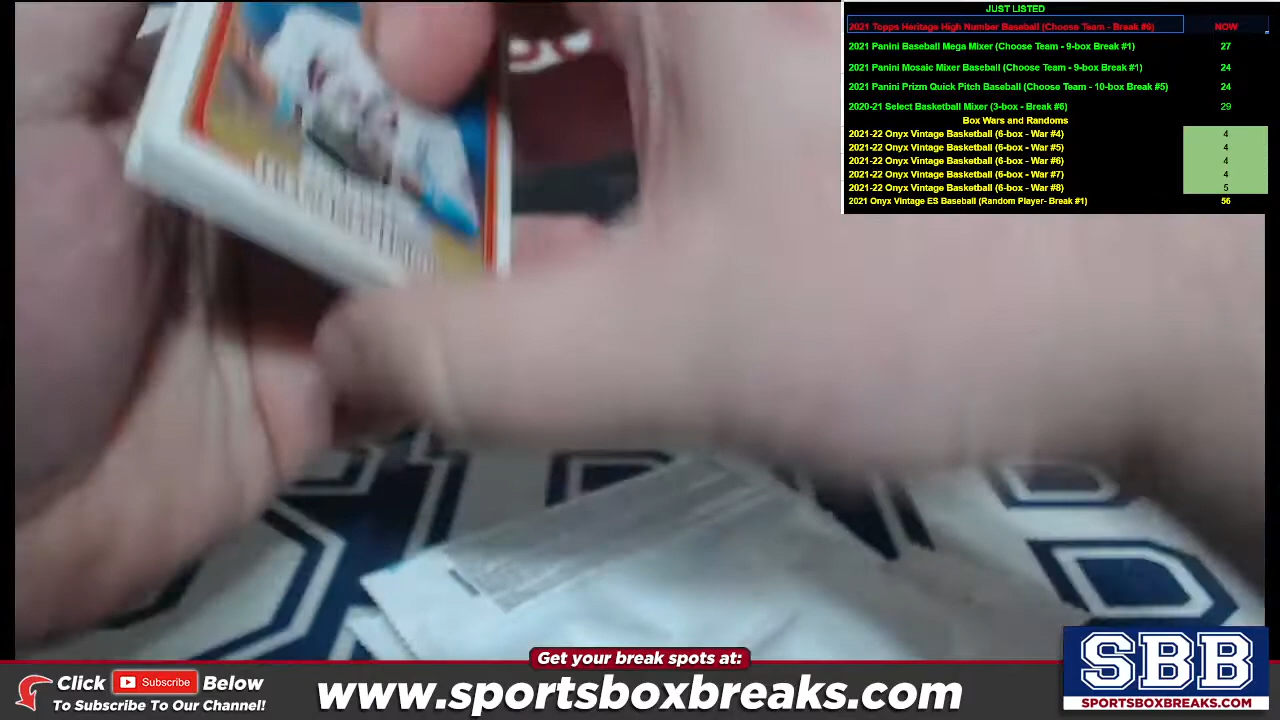 JUST LISTED
2021 Topps Heritage High Number Baseball (Choose Team - Break #6) NOW
2021 Panini Baseball Mega Mixer (Choose Team - 9-box Break #1) 27
2021 Panini Mosaic Mixer Baseball (Choose Team - 9-box Break #1) 24
2021 Panini Prizm Quick Pitch Baseball (Choose Team - 10-box Break #5) 24
2020-21 Select Basketball Mixer (3-box - Break #6) 29
Box Wars and Randoms
2021-22 Onyx Vintage Basketball (6-box - War #4) 4
2021-22 Onyx Vintage Basketball (6-box - War #5) 4
2021-22 Onyx Vintage Basketball (6-box - War #6) 4
2021-22 Onyx Vintage Basketball (6-box - War #7) 4
2021-22 Onyx Vintage Basketball (6-box - War #8) 5
2021 Onyx Vintage ES Baseball (Random Player- Break #1) 56
Get your break spots at:
Click Subscribe Below
To Subscribe To Our Channel!
www.sportsboxbreaks.com
SBB
SPORTSBOXBREAKS.COM